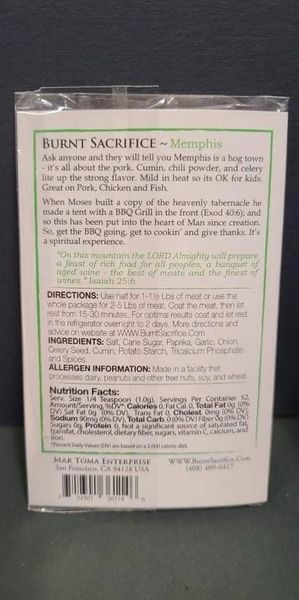 BURNT SACRIFICE ~ Memphis
Ask anyone and they will tell you Memphis is a hog town
- it's all about the pork. Cumin, chili powder, and celery
lite up the strong flavor. Mild in heat so its OK for kids.
Great on Pork, Chicken and Fish.
When Moses built a copy of the heavenly tabernacle he
made a tent with a BBQ Grill in the front (Exod 40:6); and
so this has been put into the heart of Man since creation.
So, get the BBQ going, get to cookin' and give thanks. It's
a spiritual experience.
"On this mountain the LORD Almighty will prepare
a feast of rich food for all peoples, a banquet of
aged wine - the best of meats and the finest of
wines." Isaiah 25:6
DIRECTIONS: Use half for 1-1½ Lbs of meat or use the
whole package for 2-5 Lbs of meat. Coat the meat, then let
rest from 15-30 minutes. For optimal results coat and let rest
in the refrigerator overnight to 2 days. More directions and
advice on website at WWW.BurntSacrifice.Com
INGREDIENTS: Salt, Cane Sugar, Paprika, Garlic, Onion,
Celery Seed, Cumin, Potato Starch, Tricalcium Phosphate
and Spices.
ALLERGEN INFORMATION: Made in a facility that
processes dairy, peanuts and other free nuts, soy, and wheat.
Nutrition Facts:
Serv. Size 1/4 Teaspoon (1.0g), Servings Per Container 52,
Amount/Serving, %DV*: Calories 0, Fat Cal. 0, Total Fat 0g (0%
DV), Sat Fat 0g (0% DV), Trans Fat 0, Cholest 0mg (0% DV),
Sodium 90mg (0% DV), Total Carb. 0 (0% DV), Fiber 0g (0% DV),
Sugars 0g, Protein 0, Not a significant source of saturated fat,
transfat, cholesterol, dietary fiber, sugars, vitamin C, calcium, and
iron.
*Percent Daily Values (DV) are based on a 2,000 calorie diet.
MAR TOMA ENTERPRISE
San Francisco, CA 94128 USA
WWW.BurntSacrifice.Com
(408) 409-6417